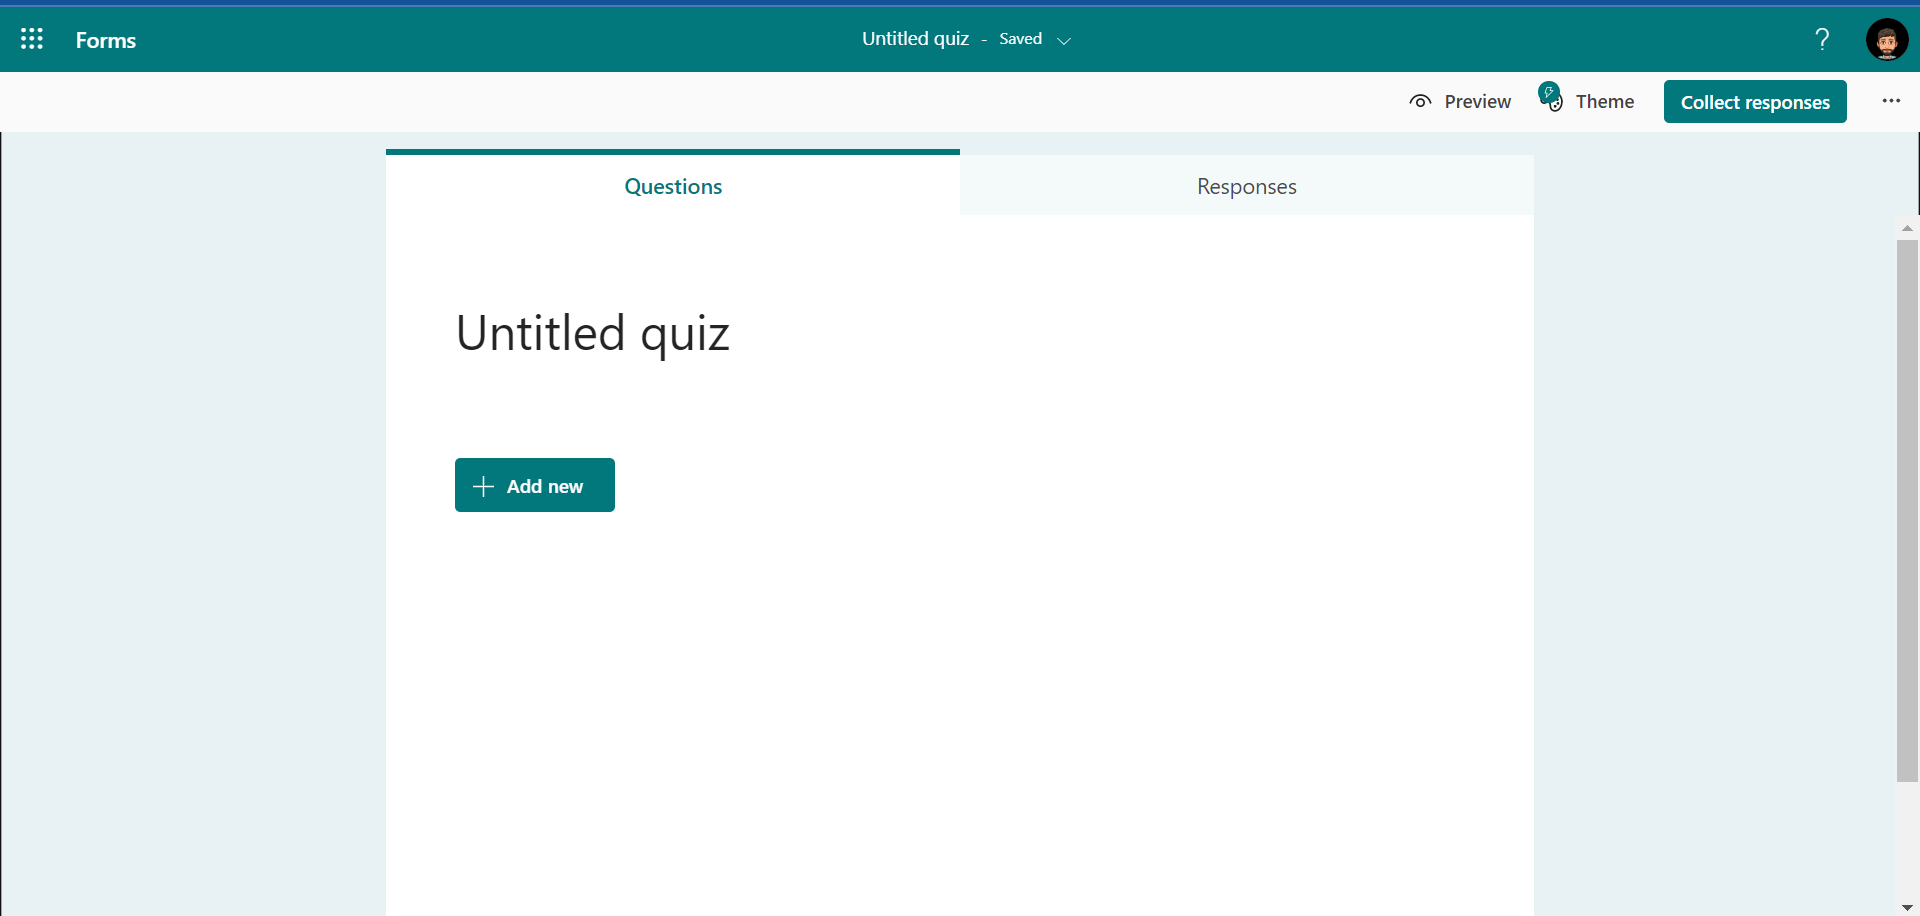 Forms
Untitled quiz - Saved
?
Preview
Theme
Collect responses
Questions
Responses
Untitled quiz
Add new